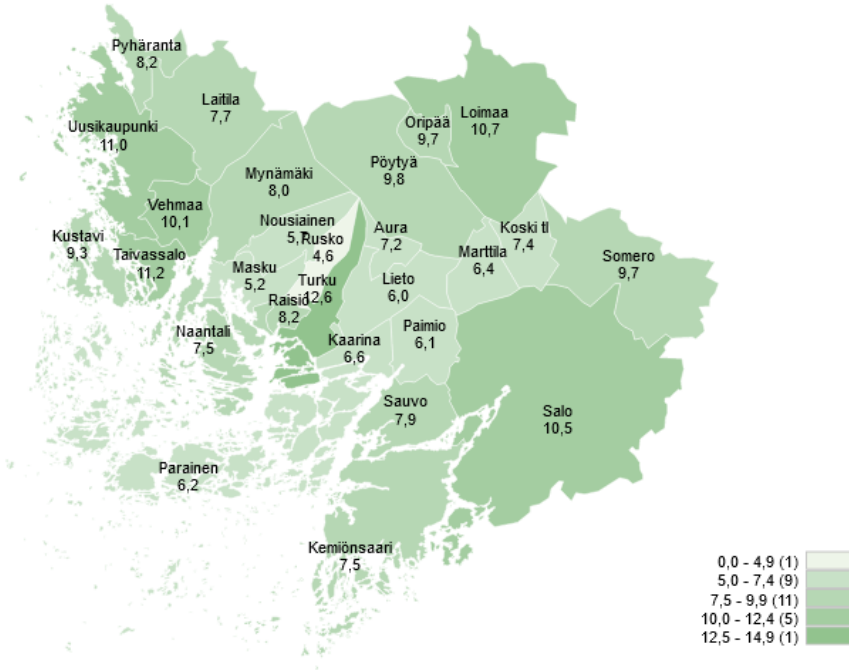 Pyhäranta
8,2
Laitila
7,7
Loimaa
10,7
Oripää
9,7
Uusikaupunki
11,0
Pöytyä
9,8
Mynämäki
8,0
Vehmaa
10,1
Nousiainen
5,7
Rusko
4,6
Aura
7,2
Koski tl
7,4
Kustavi
9,3
Taivassalo
11,2
Marttila
6,4
Somero
9,7
Masku
5,2
Turku
12,6
Lieto
6,0
Raisio
8,2
Naantali
7,5
Kaarina
6,6
Paimio
6,1
Sauvo
7,9
Salo
10,5
Parainen
6,2
Kemiönsaari
7,5
0,0 - 4,9 (1)
5,0 - 7,4 (9)
7,5 - 9,9 (11)
10,0 - 12,4 (5)
12,5 - 14,9 (1)